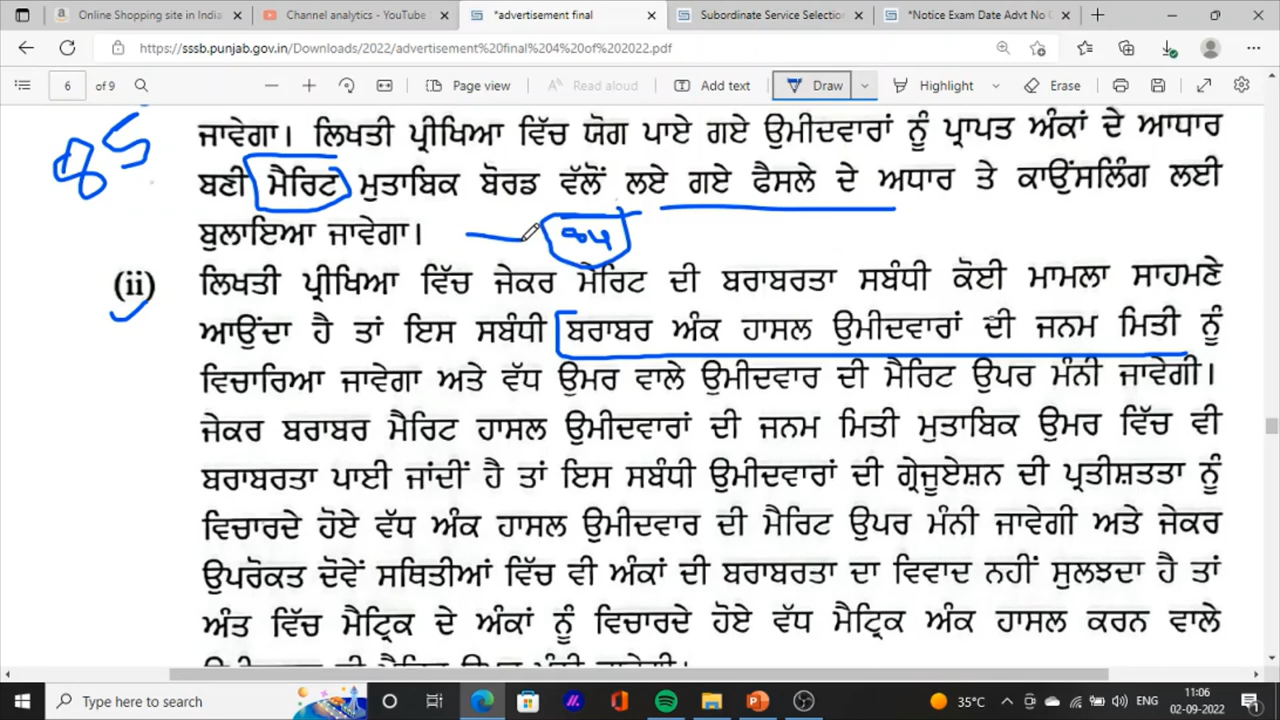 Online Shopping site in India
Channel analytics - YouTube
*advertisement final
Subordinate Service Selection
*Notice Exam Date Advt No (
https://sssb.punjab.gov.in/Downloads/2022/advertisement%20final%204%20of%202022.pdf
6 of 9 Page view Read aloud Add text Draw Highlight Erase
85
ਜਾਵੇਗਾ। ਲਿਖਤੀ ਪ੍ਰੀਖਿਆ ਵਿੱਚ ਯੋਗ ਪਾਏ ਗਏ ਉਮੀਦਵਾਰਾਂ ਨੂੰ ਪ੍ਰਾਪਤ ਅੰਕਾਂ ਦੇ ਆਧਾਰ
ਬਣੀ ਮੈਰਿਟ ਮੁਤਾਬਿਕ ਬੋਰਡ ਵੱਲੋਂ ਲਏ ਗਏ ਫੈਸਲੇ ਦੇ ਅਧਾਰ ਤੇ ਕਾਉਂਸਲਿੰਗ ਲਈ
ਬੁਲਾਇਆ ਜਾਵੇਗਾ।
(ii) ਲਿਖਤੀ ਪ੍ਰੀਖਿਆ ਵਿੱਚ ਜੇਕਰ ਮੈਰਿਟ ਦੀ ਬਰਾਬਰਤਾ ਸਬੰਧੀ ਕੋਈ ਮਾਮਲਾ ਸਾਹਮਣੇ
ਆਉਂਦਾ ਹੈ ਤਾਂ ਇਸ ਸਬੰਧੀ ਬਰਾਬਰ ਅੰਕ ਹਾਸਲ ਉਮੀਦਵਾਰਾਂ ਦੀ ਜਨਮ ਮਿਤੀ ਨੂੰ
ਵਿਚਾਰਿਆ ਜਾਵੇਗਾ ਅਤੇ ਵੱਧ ਉਮਰ ਵਾਲੇ ਉਮੀਦਵਾਰ ਦੀ ਮੈਰਿਟ ਉਪਰ ਮੰਨੀ ਜਾਵੇਗੀ।
ਜੇਕਰ ਬਰਾਬਰ ਮੈਰਿਟ ਹਾਸਲ ਉਮੀਦਵਾਰਾਂ ਦੀ ਜਨਮ ਮਿਤੀ ਮੁਤਾਬਿਕ ਉਮਰ ਵਿੱਚ ਵੀ
ਬਰਾਬਰਤਾ ਪਾਈ ਜਾਂਦੀਂ ਹੈ ਤਾਂ ਇਸ ਸਬੰਧੀ ਉਮੀਦਵਾਰਾਂ ਦੀ ਗ੍ਰੇਜੂਏਸ਼ਨ ਦੀ ਪ੍ਰਤੀਸ਼ਤਤਾ ਨੂੰ
ਵਿਚਾਰਦੇ ਹੋਏ ਵੱਧ ਅੰਕ ਹਾਸਲ ਉਮੀਦਵਾਰ ਦੀ ਮੈਰਿਟ ਉਪਰ ਮੰਨੀ ਜਾਵੇਗੀ ਅਤੇ ਜੇਕਰ
ਉਪਰੋਕਤ ਦੋਵੇਂ ਸਥਿਤੀਆਂ ਵਿੱਚ ਵੀ ਅੰਕਾਂ ਦੀ ਬਰਾਬਰਤਾ ਦਾ ਵਿਵਾਦ ਨਹੀਂ ਸੁਲਝਦਾ ਹੈ ਤਾਂ
ਅੰਤ ਵਿੱਚ ਮੈਟ੍ਰਿਕ ਦੇ ਅੰਕਾਂ ਨੂੰ ਵਿਚਾਰਦੇ ਹੋਏ ਵੱਧ ਮੈਟ੍ਰਿਕ ਅੰਕ ਹਾਸਲ ਕਰਨ ਵਾਲੇ
Type here to search
35°C
ENG
11:06
02-09-2022